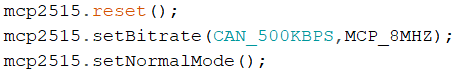 mcp2515.reset();
mcp2515.setBitrate(CAN_500KBPS,MCP_8MHZ);
mcp2515.setNormalMode();